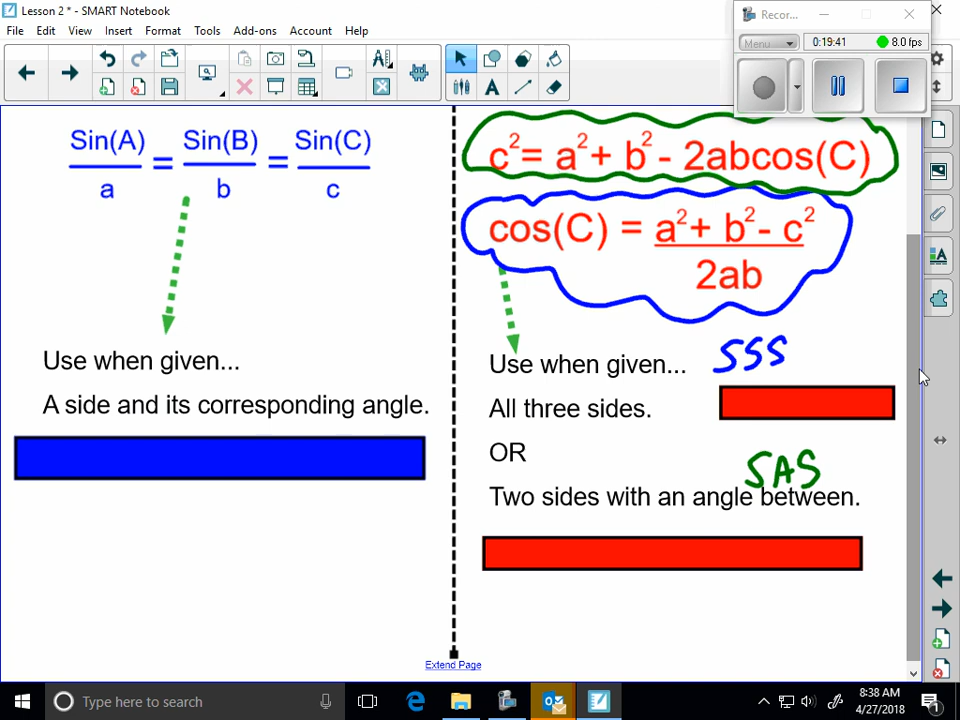 Lesson 2 * - SMART Notebook
File Edit View Insert Format Tools Add-ons Account Help
Recor...
Menu 0:19:41 8.0 fps
Sin(A) = Sin(B) = Sin(C)
a b c
c²= a²+ b² - 2abcos(C)
cos(C) = a²+ b²- c²
2ab
Use when given...
A side and its corresponding angle.
Use when given... SSS
All three sides.
OR
SAS
Two sides with an angle between.
Extend Page
Type here to search
8:38 AM
4/27/2018
1